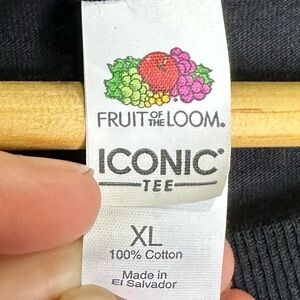 FRUIT OF THE LOOM®
ICONIC®
TEE
XL
100% Cotton
Made in
El Salvador